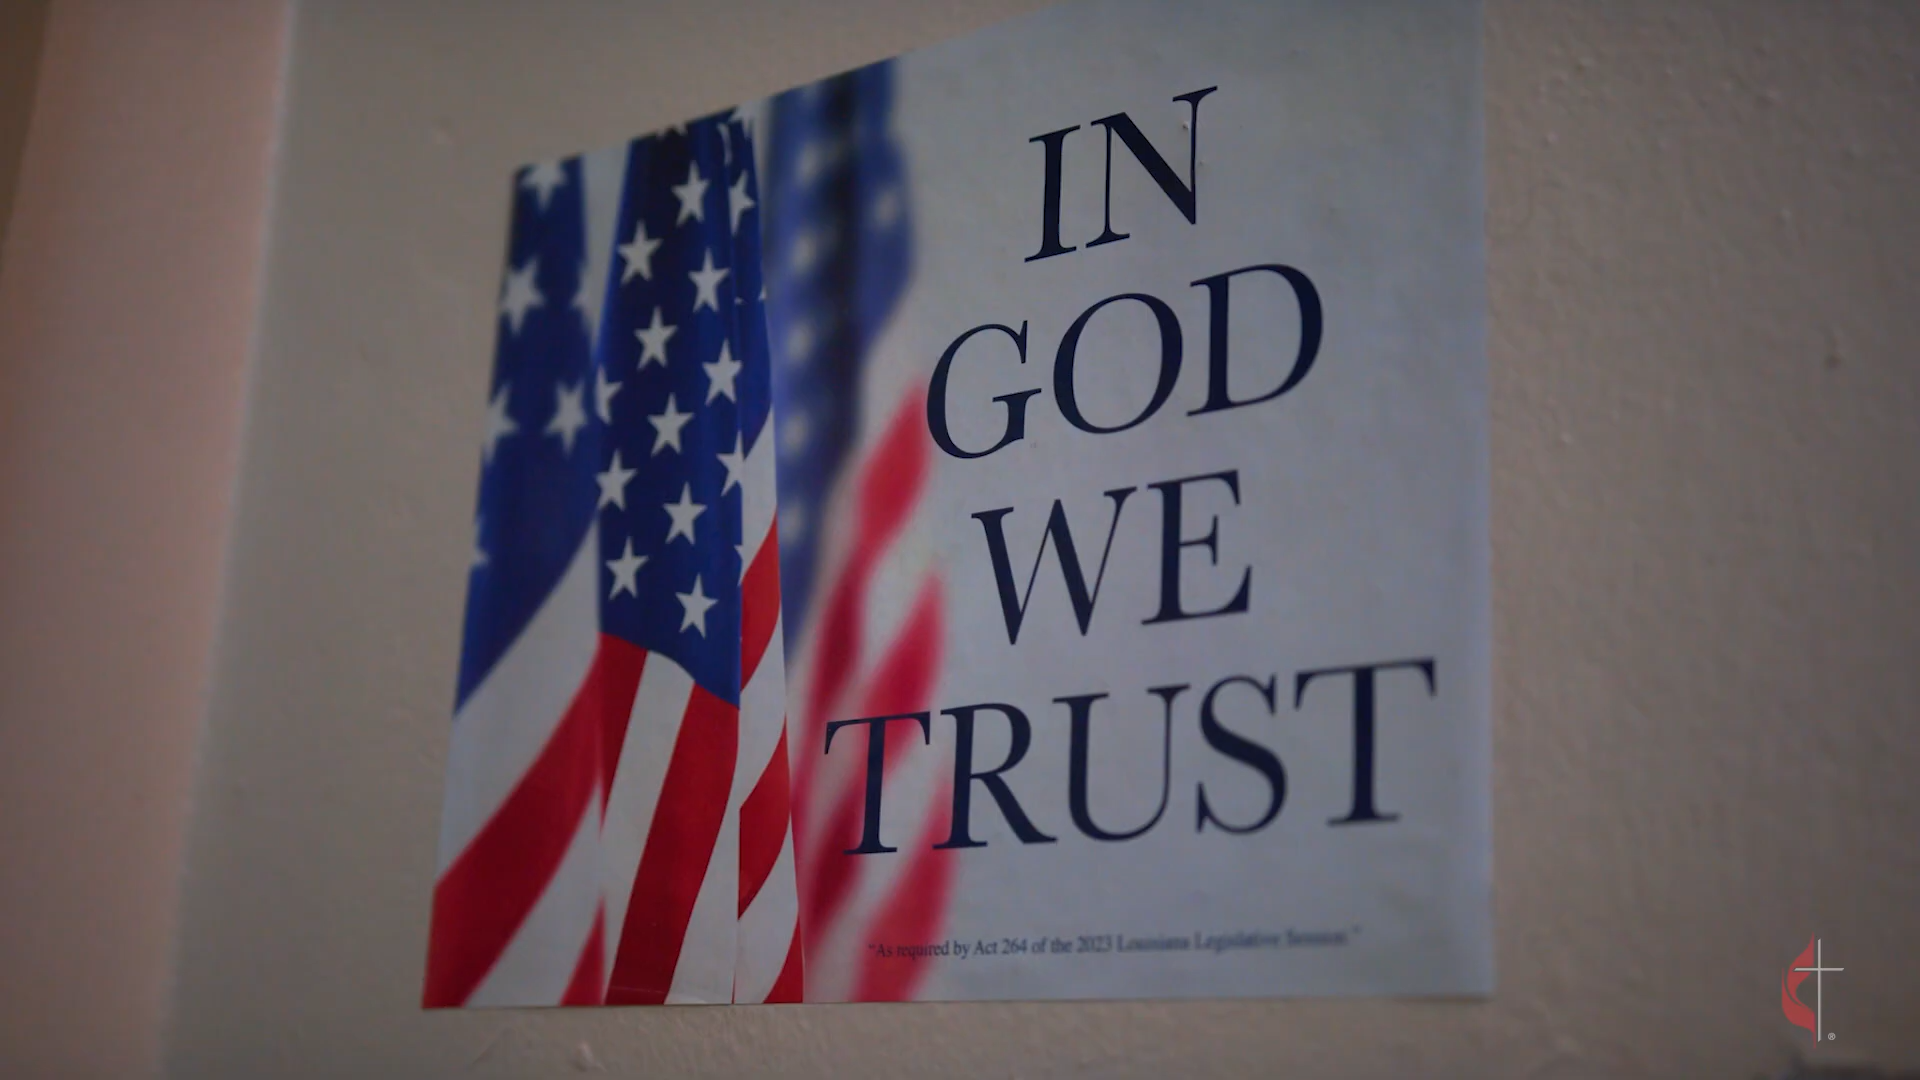 IN
GOD
WE
TRUST
"As required by Act 264 of the 2023 Louisiana Legislative Session."
®